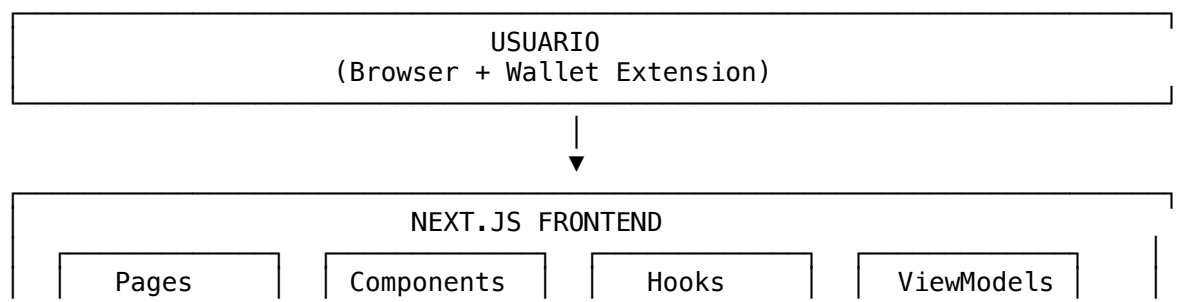 USUARIO
(Browser + Wallet Extension)
NEXT.JS FRONTEND
Pages Components Hooks ViewModels